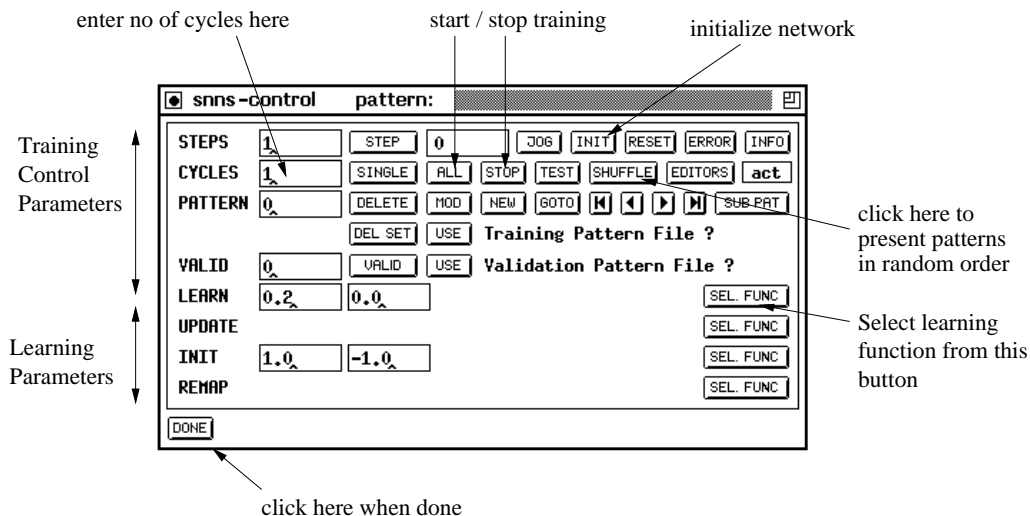 enter no of cycles here
start / stop training
initialize network
snns-control pattern:
Training
Control
Parameters
STEPS 1 STEP 0 JOG INIT RESET ERROR INFO
CYCLES 1 SINGLE ALL STOP TEST SHUFFLE EDITORS act
PATTERN 0 DELETE MOD NEW GOTO SUB PAT
DEL SET USE Training Pattern File ?
VALID 0 VALID USE Validation Pattern File ?
LEARN 0.2 0.0 SEL. FUNC
UPDATE SEL. FUNC
INIT 1.0 -1.0 SEL. FUNC
REMAP SEL. FUNC
DONE
click here to
present patterns
in random order
Learning
Parameters
Select learning
function from this
button
click here when done